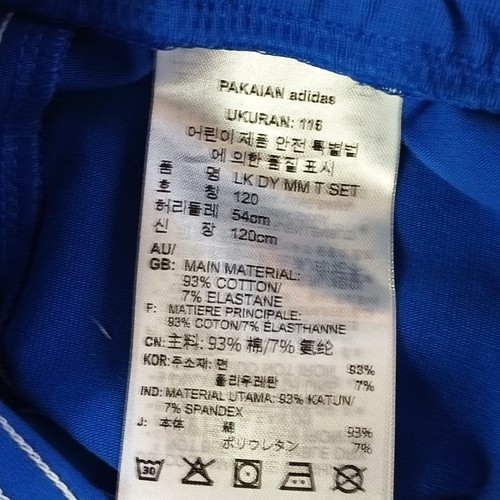 PAKAIAN adidas
UKURAN: 116
어린이 제품 안전 특별법
에 의한 품질 표시
품 명 LK DY MM T SET
호 칭 120
허리둘레 54cm
신 장 120cm
AU/
GB: MAIN MATERIAL:
93% COTTON/
7% ELASTANE
F: MATIERE PRINCIPALE:
93% COTON/7% ÉLASTHANNE
CN: 主料: 93% 棉/7% 氨纶
KOR: 주소재: 면 93%
폴리우레탄 7%
IND: MATERIAL UTAMA: 93% KATUN/
7% SPANDEX
J: 本体 綿 93%
ポリウレタン 7%
30